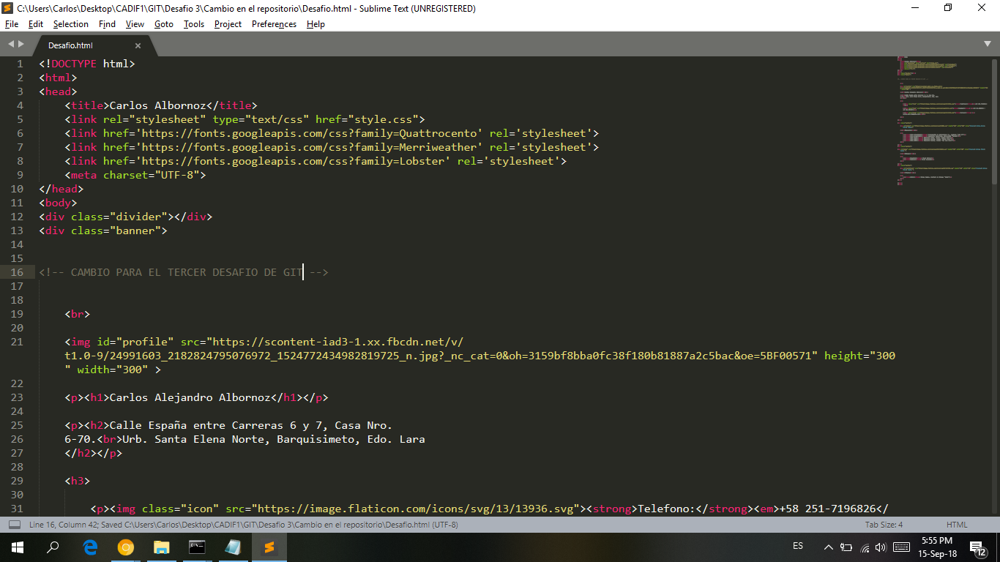 C:\Users\Carlos\Desktop\CADIF1\GIT\Desafio 3\Cambio en el repositorio\Desafio.html - Sublime Text (UNREGISTERED)
File Edit Selection Find View Goto Tools Project Preferences Help
Desafio.html
1 <!DOCTYPE html>
2 <html>
3 <head>
4 <title>Carlos Albornoz</title>
5 <link rel="stylesheet" type="text/css" href="style.css">
6 <link href='https://fonts.googleapis.com/css?family=Quattrocento' rel='stylesheet'>
7 <link href='https://fonts.googleapis.com/css?family=Merriweather' rel='stylesheet'>
8 <link href='https://fonts.googleapis.com/css?family=Lobster' rel='stylesheet'>
9 <meta charset="UTF-8">
10 </head>
11 <body>
12 <div class="divider"></div>
13 <div class="banner">
14
15
16 <!-- CAMBIO PARA EL TERCER DESAFIO DE GIT -->
17
18
19 <br>
20
21 <img id="profile" src="https://scontent-iad3-1.xx.fbcdn.net/v/
t1.0-9/24991603_2182824795076972_1524772434982819725_n.jpg?_nc_cat=0&oh=3159bf8bba0fc38f180b81887a2c5bac&oe=5BF00571" height="300
" width="300" >
22
23 <p><h1>Carlos Alejandro Albornoz</h1></p>
24
25 <p><h2>Calle España entre Carreras 6 y 7, Casa Nro.
26 6-70.<br>Urb. Santa Elena Norte, Barquisimeto, Edo. Lara
27 </h2></p>
28
29 <h3>
30
31 <p><img class="icon" src="https://image.flaticon.com/icons/svg/13/13936.svg"><strong>Telefono:</strong><em>+58 251-7196826</
Line 16, Column 42; Saved C:\Users\Carlos\Desktop\CADIF1\GIT\Desafio 3\Cambio en el repositorio\Desafio.html (UTF-8) Tab Size: 4 HTML
ES
5:55 PM
15-Sep-18
12